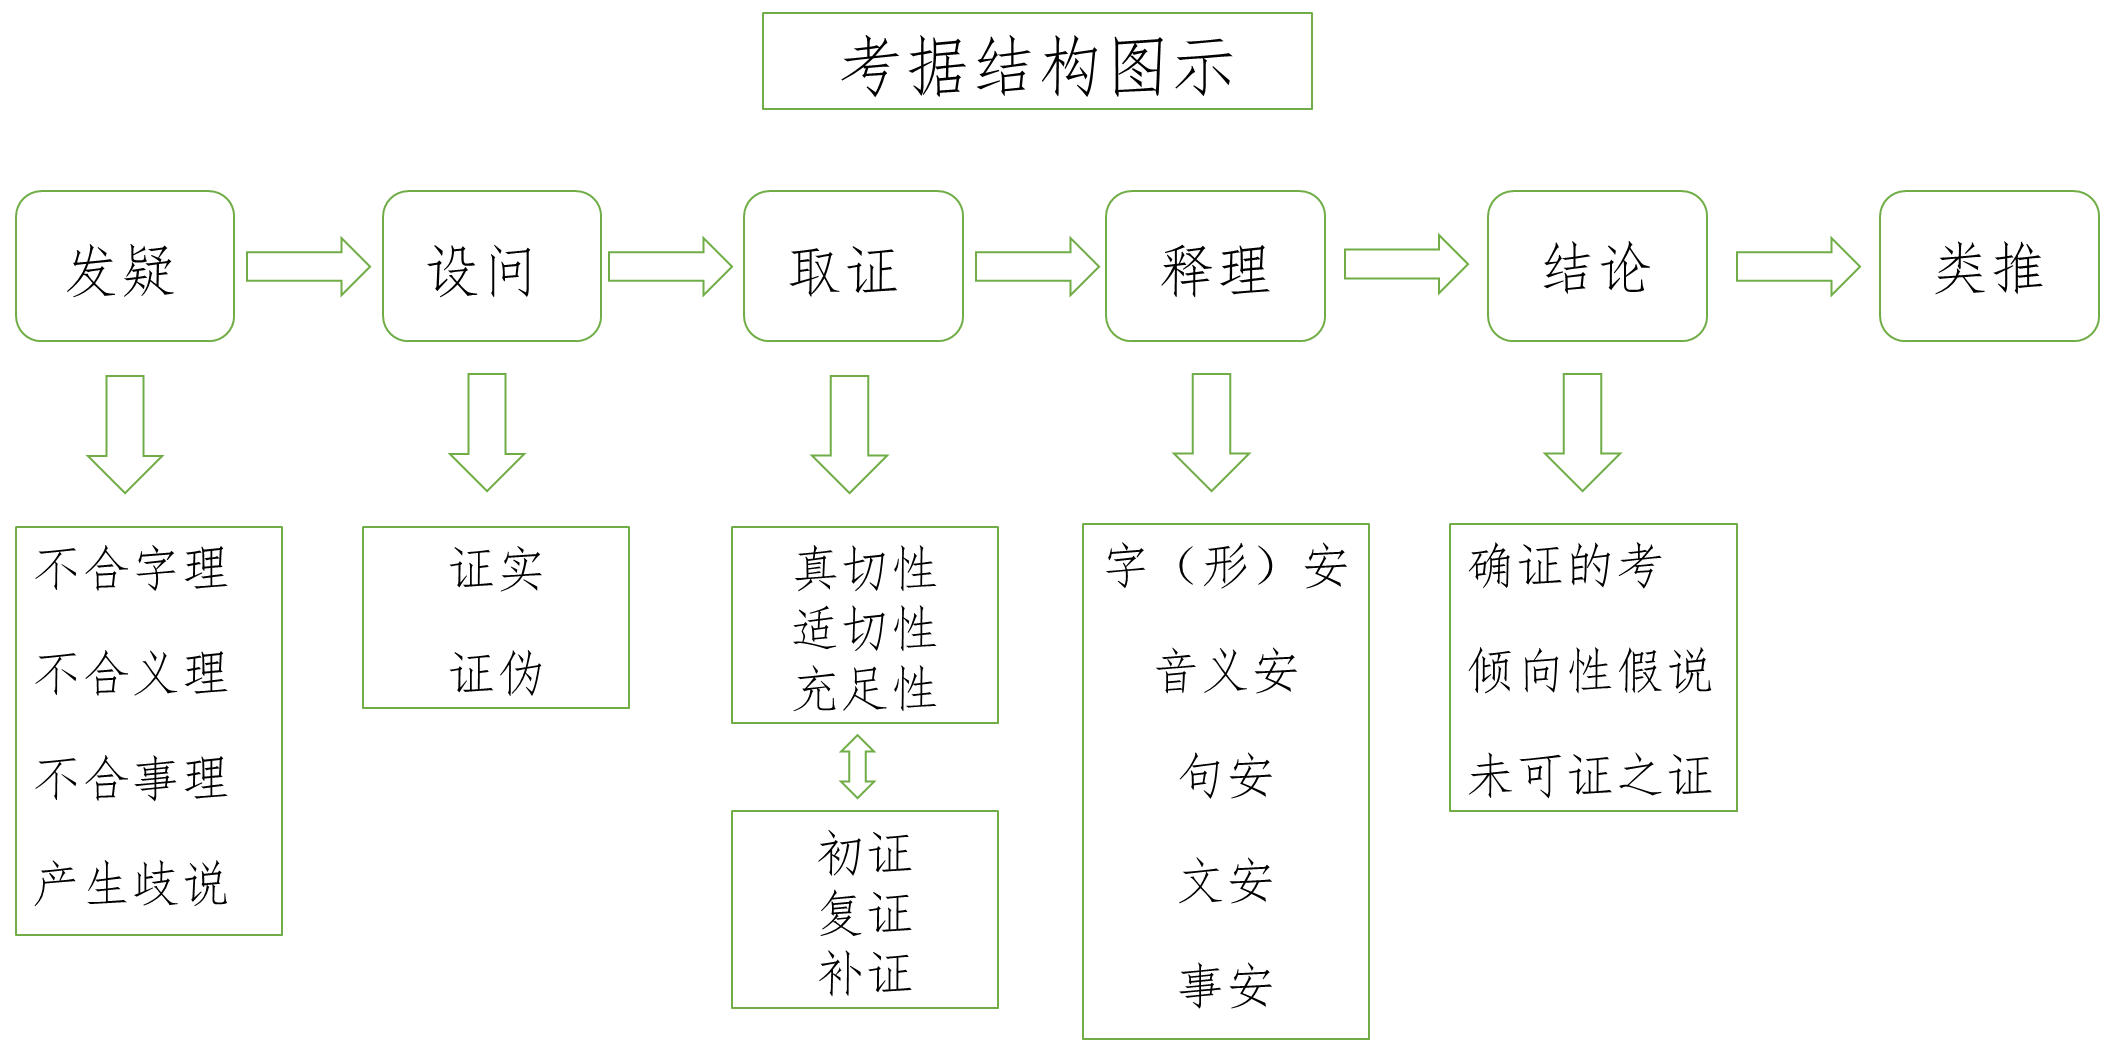 考据结构图示
发疑
设问
取证
释理
结论
类推
不合字理
不合义理
不合事理
产生歧说
证实
证伪
真切性
适切性
充足性
初证
复证
补证
字（形）安
音义安
句安
文安
事安
确证的考
倾向性假说
未可证之证